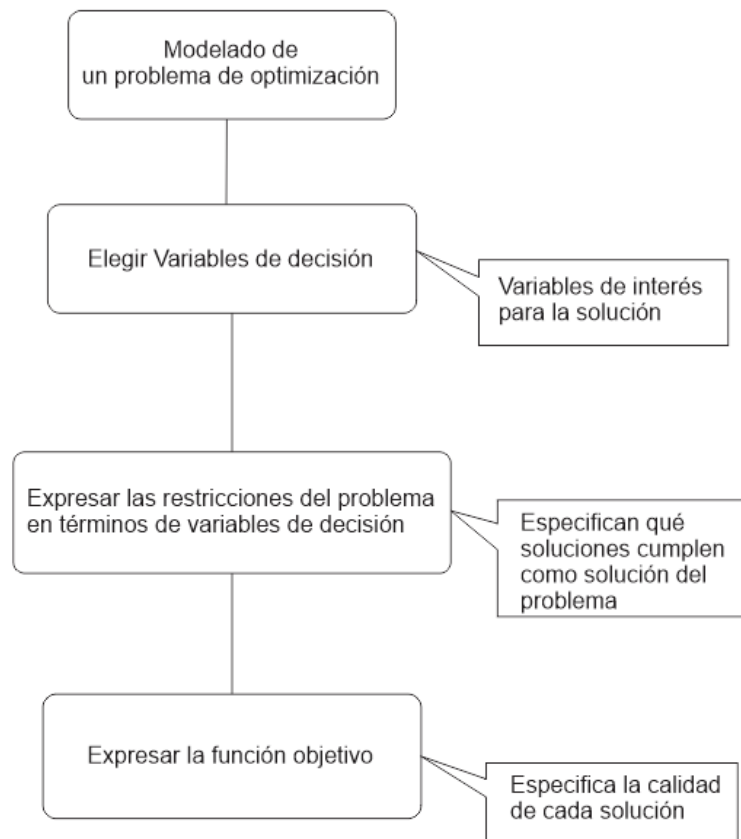 Modelado de
un problema de optimización
Elegir Variables de decisión
Variables de interés
para la solución
Expresar las restricciones del problema
en términos de variables de decisión
Especifican qué
soluciones cumplen
como solución del
problema
Expresar la función objetivo
Especifica la calidad
de cada solución